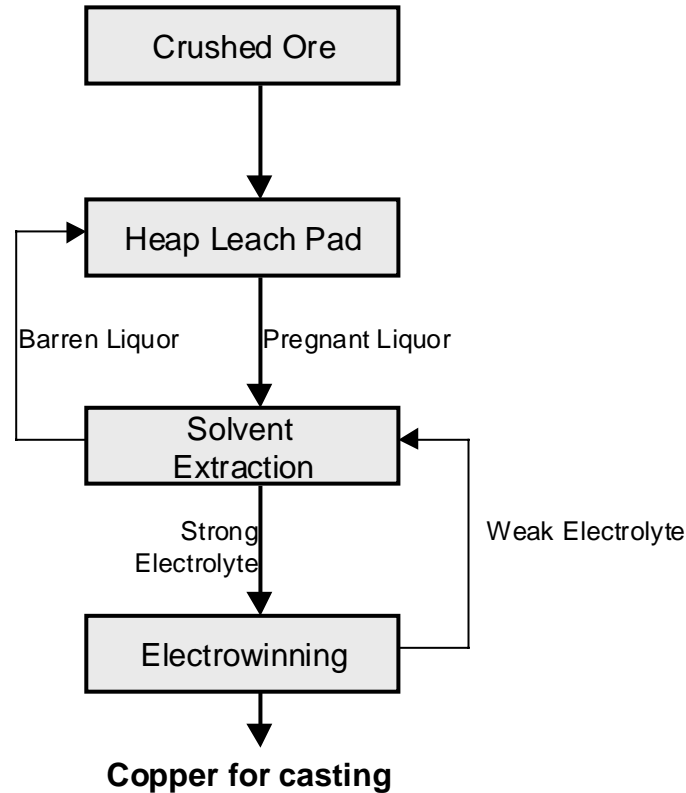 Crushed Ore
Heap Leach Pad
Barren Liquor
Pregnant Liquor
Solvent
Extraction
Strong
Electrolyte
Weak Electrolyte
Electrowinning
Copper for casting